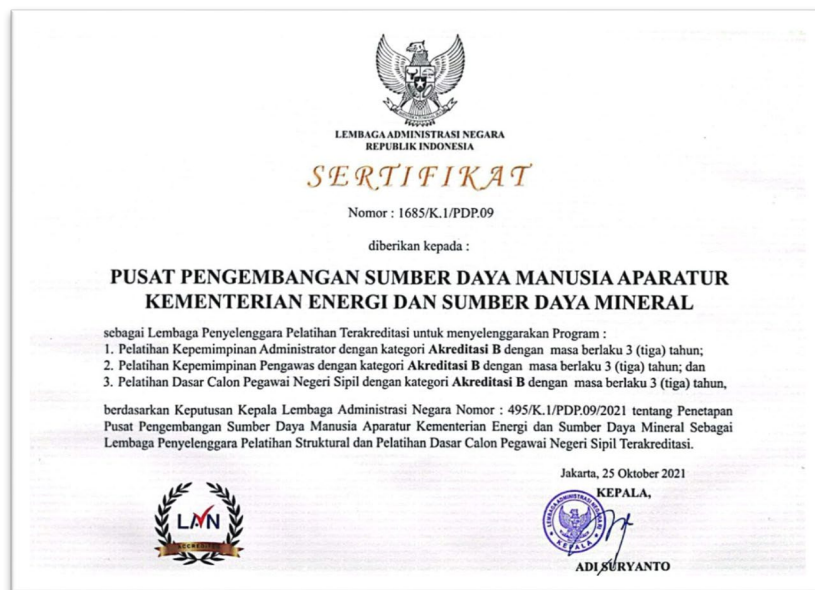 LEMBAGA ADMINISTRASI NEGARA
REPUBLIK INDONESIA
SERTIFIKAT
Nomor : 1685/K.1/PDP.09
diberikan kepada :
PUSAT PENGEMBANGAN SUMBER DAYA MANUSIA APARATUR
KEMENTERIAN ENERGI DAN SUMBER DAYA MINERAL
sebagai Lembaga Penyelenggara Pelatihan Terakreditasi untuk menyelenggarakan Program :
1. Pelatihan Kepemimpinan Administrator dengan kategori Akreditasi B dengan masa berlaku 3 (tiga) tahun;
2. Pelatihan Kepemimpinan Pengawas dengan kategori Akreditasi B dengan masa berlaku 3 (tiga) tahun; dan
3. Pelatihan Dasar Calon Pegawai Negeri Sipil dengan kategori Akreditasi B dengan masa berlaku 3 (tiga) tahun,
berdasarkan Keputusan Kepala Lembaga Administrasi Negara Nomor : 495/K.1/PDP.09/2021 tentang Penetapan
Pusat Pengembangan Sumber Daya Manusia Aparatur Kementerian Energi dan Sumber Daya Mineral Sebagai
Lembaga Penyelenggara Pelatihan Struktural dan Pelatihan Dasar Calon Pegawai Negeri Sipil Terakreditasi.
Jakarta, 25 Oktober 2021
KEPALA,
LAN
ACCREDITED
LEMBAGA ADMINISTRASI NEGARA
KEPALA
ADI SURYANTO